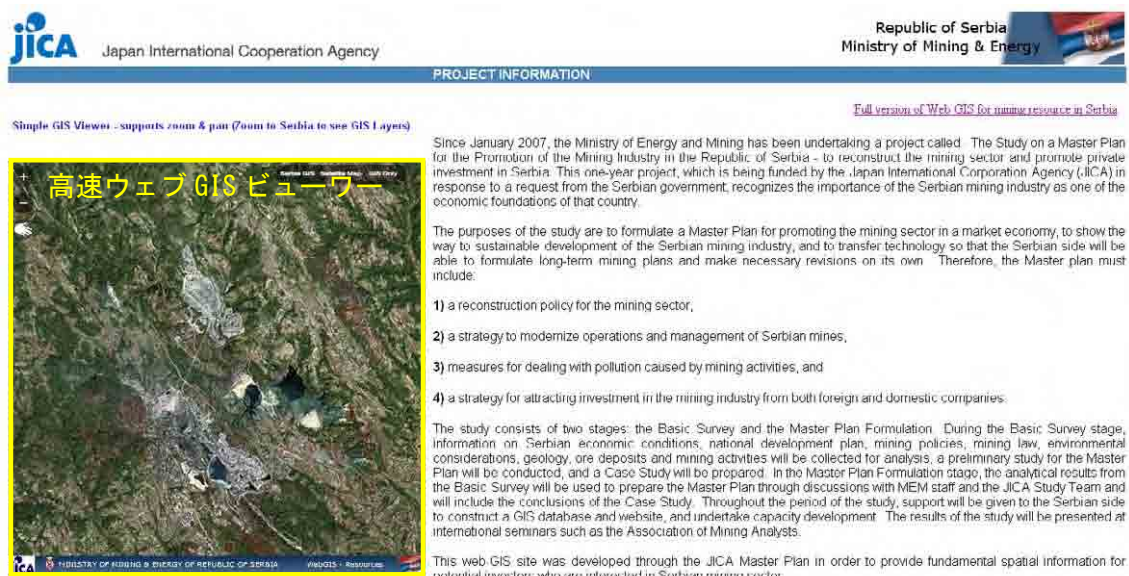 jICA
Japan International Cooperation Agency
Republic of Serbia
Ministry of Mining & Energy
PROJECT INFORMATION
Full version of Web GIS for mining resource in Serbia
Simple GIS Viewer - supports zoom & pan (Zoom to Serbia to see GIS Layers)
高速ウェブ GIS ビューワー
Serbia GIS Satellite Map GIS Only
Since January 2007, the Ministry of Energy and Mining has been undertaking a project called The Study on a Master Plan
for the Promotion of the Mining Industry in the Republic of Serbia - to reconstruct the mining sector and promote private
investment in Serbia. This one-year project, which is being funded by the Japan International Corporation Agency (JICA) in
response to a request from the Serbian government, recognizes the importance of the Serbian mining industry as one of the
economic foundations of that country.
The purposes of the study are to formulate a Master Plan for promoting the mining sector in a market economy, to show the
way to sustainable development of the Serbian mining industry, and to transfer technology so that the Serbian side will be
able to formulate long-term mining plans and make necessary revisions on its own. Therefore, the Master plan must
include:
1) a reconstruction policy for the mining sector,
2) a strategy to modernize operations and management of Serbian mines,
3) measures for dealing with pollution caused by mining activities, and
4) a strategy for attracting investment in the mining industry from both foreign and domestic companies.
The study consists of two stages: the Basic Survey and the Master Plan Formulation. During the Basic Survey stage,
information on Serbian economic conditions, national development plan, mining policies, mining law, environmental
considerations, geology, ore deposits and mining activities will be collected for analysis, a preliminary study for the Master
Plan will be conducted, and a Case Study will be prepared. In the Master Plan Formulation stage, the analytical results from
the Basic Survey will be used to prepare the Master Plan through discussions with MEM staff and the JICA Study Team and
will include the conclusions of the Case Study. Throughout the period of the study, support will be given to the Serbian side
to construct a GIS database and website, and undertake capacity development. The results of the study will be presented at
international seminars such as the Association of Mining Analysts.
This web GIS site was developed through the JICA Master Plan in order to provide fundamental spatial information for
potential investors who are interested in Serbian mining sector.
MINISTRY OF MINING & ENERGY OF REPUBLIC OF SERBIA WebGIS - Resources